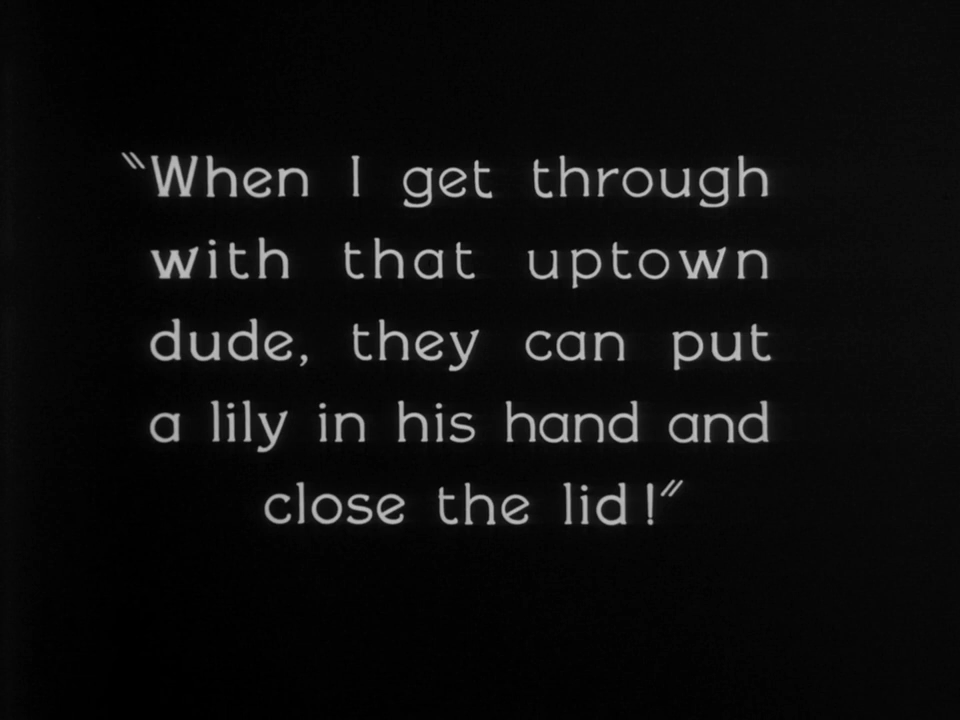 "When I get through
with that uptown
dude, they can put
a lily in his hand and
close the lid!"